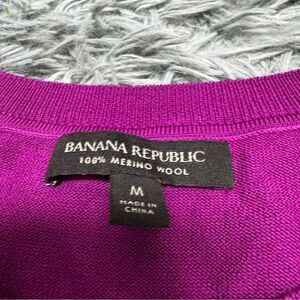 BANANA REPUBLIC
100% MERINO WOOL
M
MADE IN
CHINA